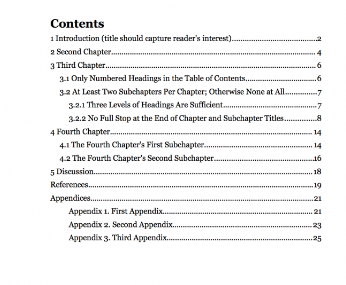 Contents
1 Introduction (title should capture reader's interest)..............................2
2 Second Chapter.......................................................................... 4
3 Third Chapter............................................................................. 6
3.1 Only Numbered Headings in the Table of Contents..........................6
3.2 At Least Two Subchapters Per Chapter; Otherwise None at All...........7
3.2.1 Three Levels of Headings Are Sufficient................................ 7
3.2.2 No Full Stop at the End of Chapter and Subchapter Titles............8
4 Fourth Chapter........................................................................... 14
4.1 The Fourth Chapter's First Subchapter........................................ 14
4.2 The Fourth Chapter's Second Subchapter.....................................16
5 Discussion................................................................................. 18
References....................................................................................19
Appendices....................................................................................21
Appendix 1. First Appendix........................................................... 21
Appendix 2. Second Appendix........................................................23
Appendix 3. Third Appendix..........................................................25